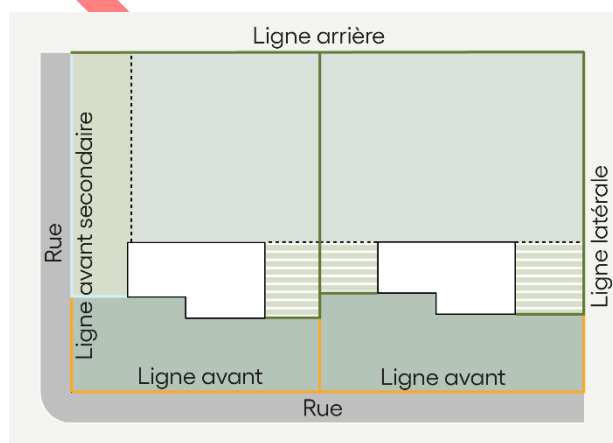 Ligne arrière
Rue
Ligne avant secondaire
Ligne latérale
Ligne avant
Ligne avant
Rue